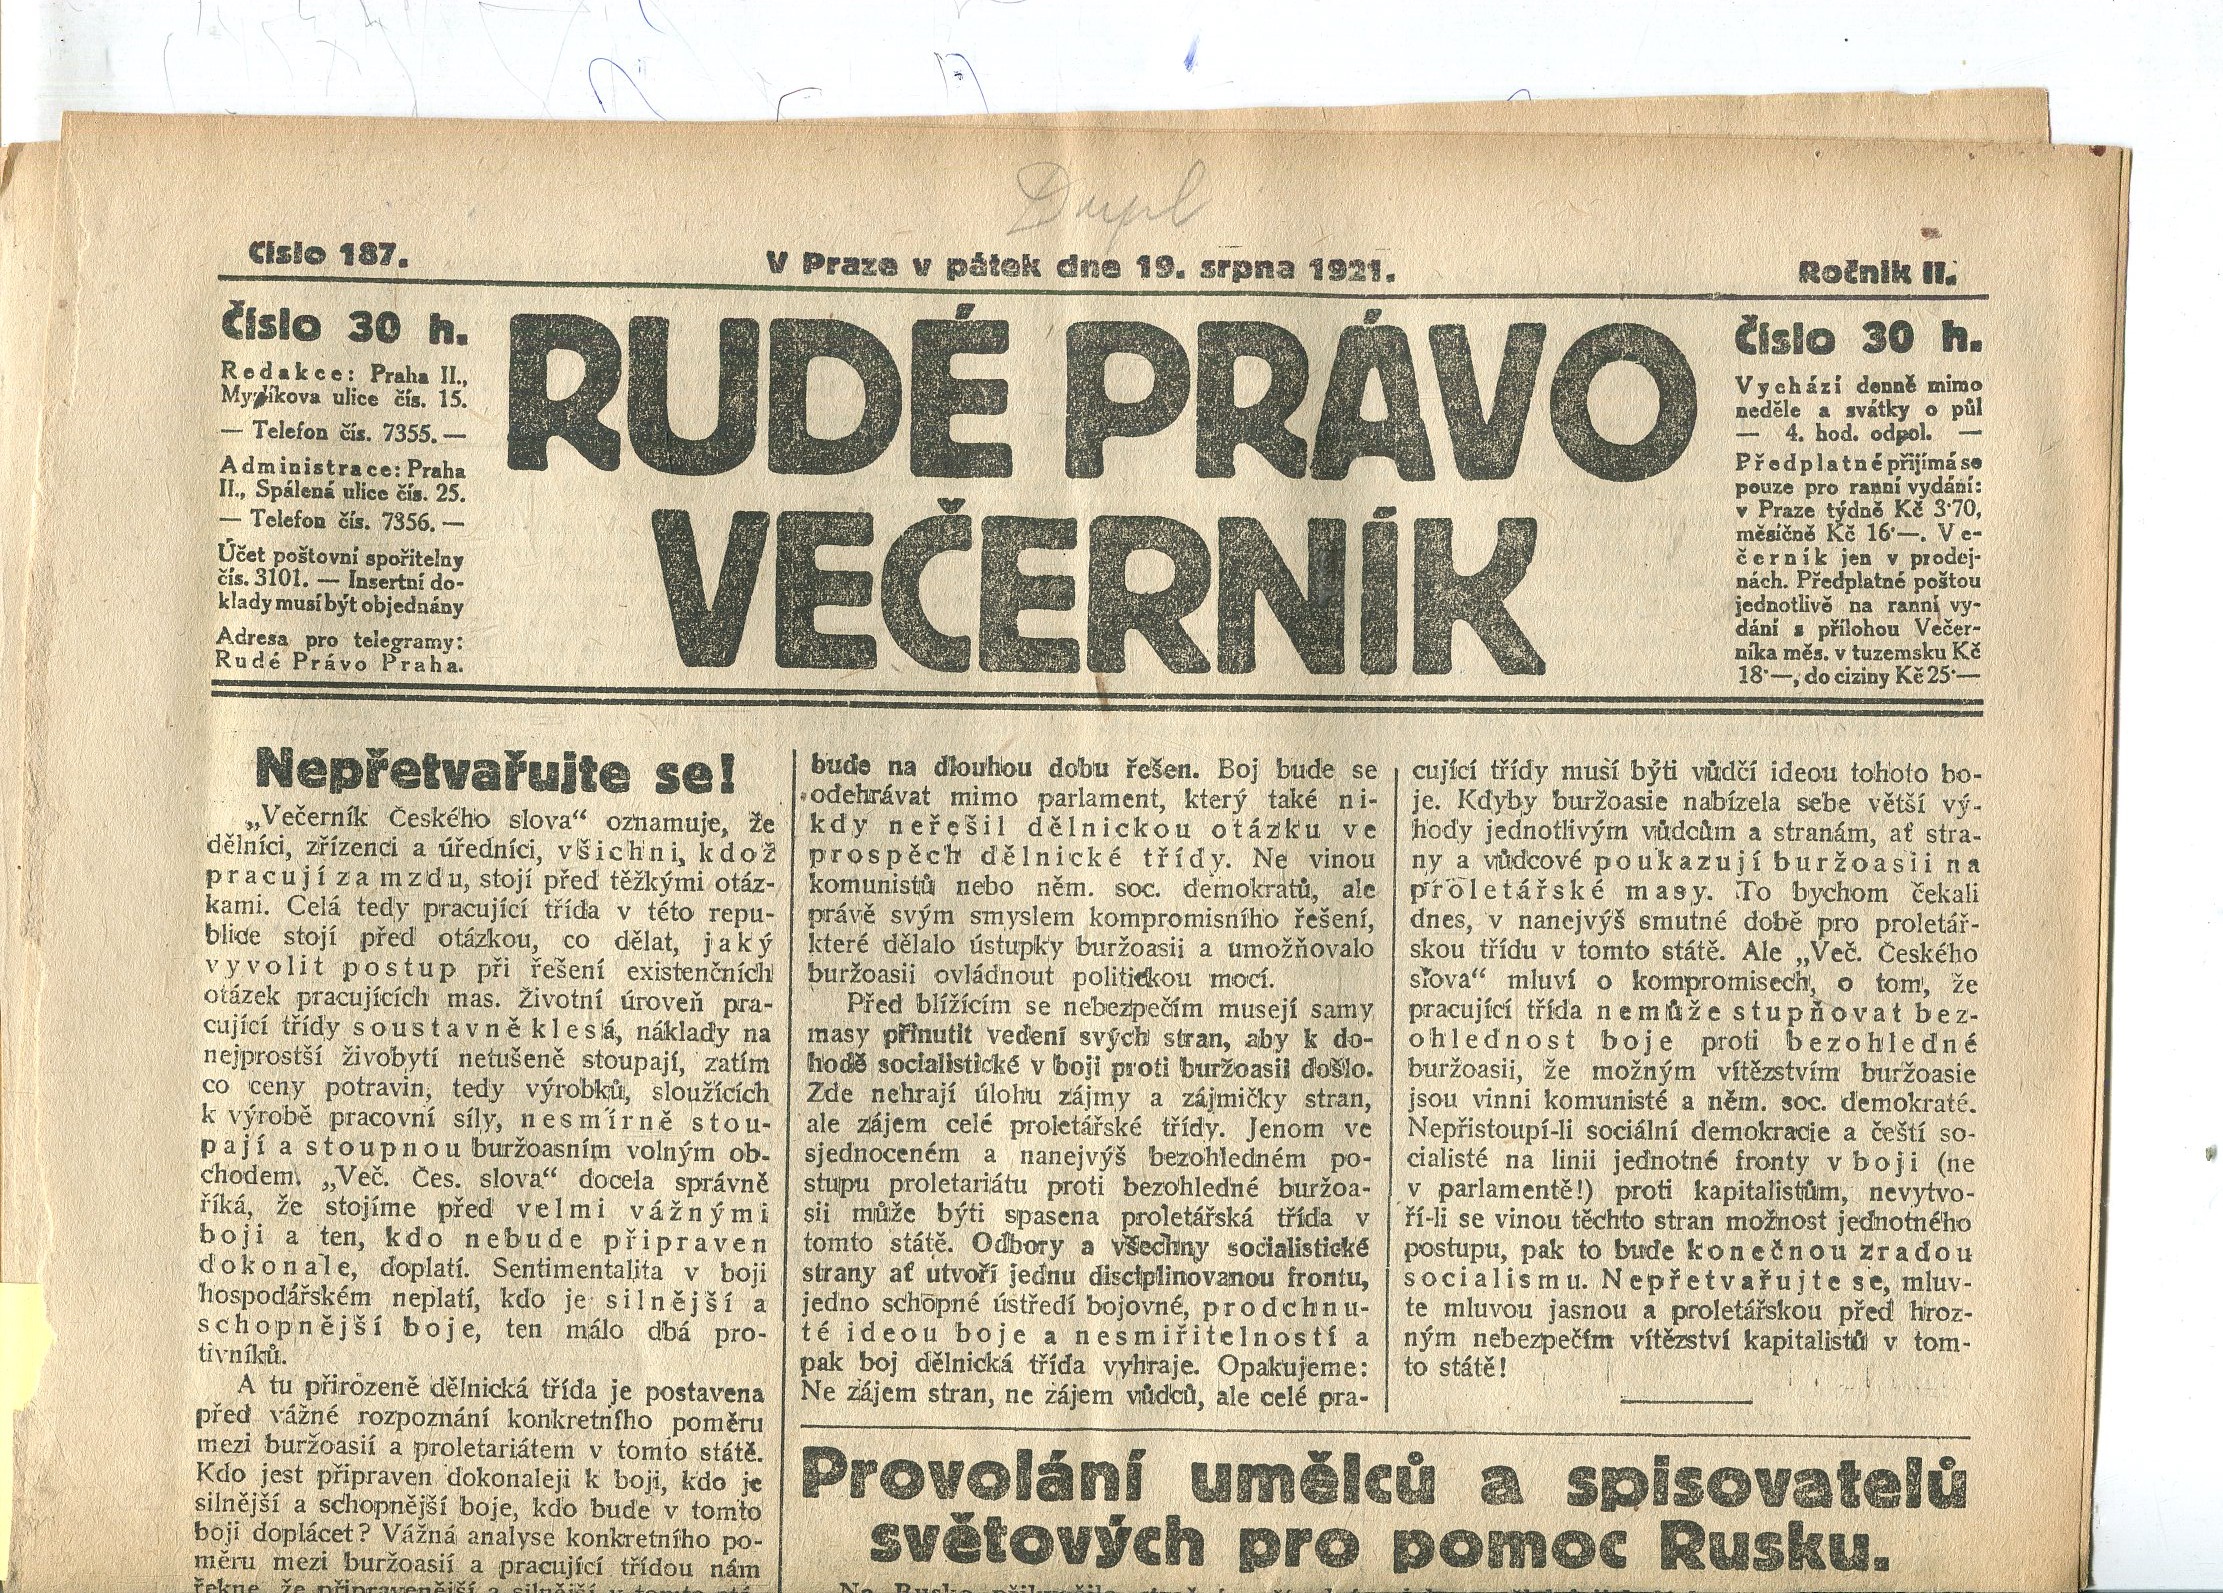 Dupl
Číslo 187.
V Praze v pátek dne 19. srpna 1921.
Ročník II.
Číslo 30 h.
Redakce: Praha II.,
Myslíkova ulice čís. 15.
— Telefon čís. 7355. —
Administrace: Praha
II., Spálená ulice čís. 25.
— Telefon čís. 7356. —
Účet poštovní spořitelny
čís. 3101. — Insertní do-
klady musí být objednány
Adresa pro telegramy:
Rudé Právo Praha.
RUDÉ PRÁVO
VEČERNÍK
Číslo 30 h.
Vychází denně mimo
neděle a svátky o půl
— 4. hod. odpol. —
Předplatné přijímá se
pouze pro ranní vydání:
v Praze týdně Kč 3·70,
měsíčně Kč 16·—. Ve-
černík jen v prodej-
nách. Předplatné poštou
jednotlivě na ranní vy-
dání s přílohou Večer-
níka měs. v tuzemsku Kč
18·—, do ciziny Kč 25·—
Nepřetvařujte se!
„Večerník Českého slova“ oznamuje, že
dělníci, zřízenci a úředníci, všichni, kdož
pracují za mzdu, stojí před těžkými otáz-
kami. Celá tedy pracující třída v této repu-
blice stojí před otázkou, co dělat, jaký
vyvolit postup při řešení existenčních
otázek pracujících mas. Životní úroveň pra-
cující třídy soustavně klesá, náklady na
nejprostší živobytí netušeně stoupají, zatím
co ceny potravin, tedy výrobků, sloužících
k výrobě pracovní síly, nesmírně stou-
pají a stoupnou buržoasním volným ob-
chodem. „Več. Čes. slova“ docela správně
říká, že stojíme před velmi vážnými
boji a ten, kdo nebude připraven
dokonale, doplatí. Sentimentalita v boji
hospodářském neplatí, kdo je silnější a
schopnější boje, ten málo dbá pro-
tivníků.
A tu přirozeně dělnická třída je postavena
před vážné rozpoznání konkretního poměru
mezi buržoasií a proletariátem v tomto státě.
Kdo jest připraven dokonaleji k boji, kdo je
silnější a schopnější boje, kdo bude v tomto
boji doplácet? Vážná analyse konkretního po-
měru mezi buržoasií a pracující třídou nám
řekne, že připravenější a silnější v tomto stá-
bude na dlouhou dobu řešen. Boj bude se
odehrávat mimo parlament, který také ni-
kdy neřešil dělnickou otázku ve
prospěch dělnické třídy. Ne vinou
komunistů nebo něm. soc. demokratů, ale
právě svým smyslem kompromisního řešení,
které dělalo ústupky buržoasii a umožňovalo
buržoasii ovládnout politickou mocí.
Před blížícím se nebezpečím musejí samy
masy přinutit vedení svých stran, aby k do-
hodě socialistické v boji proti buržoasii došlo.
Zde nehrají úlohu zájmy a zájmičky stran,
ale zájem celé proletářské třídy. Jenom ve
sjednoceném a nanejvýš bezohledném po-
stupu proletariátu proti bezohledné buržoa-
sii může býti spasena proletářská třída v
tomto státě. Odbory a všechny socialistické
strany ať utvoří jednu disciplinovanou frontu,
jedno schopné ústředí bojovné, prodchnu-
té ideou boje a nesmiřitelností a
pak boj dělnická třída vyhraje. Opakujeme:
Ne zájem stran, ne zájem vůdců, ale celé pra-
cující třídy musí býti vůdčí ideou tohoto bo-
je. Kdyby buržoasie nabízela sebe větší vý-
hody jednotlivým vůdcům a stranám, ať stra-
ny a vůdcové poukazují buržoasii na
proletářské masy. To bychom čekali
dnes, v nanejvýš smutné době pro proletář-
skou třídu v tomto státě. Ale „Več. Českého
slova“ mluví o kompromisech, o tom, že
pracující třída nemůže stupňovat bez-
ohlednost boje proti bezohledné
buržoasii, že možným vítězstvím buržoasie
jsou vinni komunisté a něm. soc. demokraté.
Nepřistoupí-li sociální demokracie a čeští so-
cialisté na linii jednotné fronty v boji (ne
v parlamentě!) proti kapitalistům, nevytvo-
ří-li se vinou těchto stran možnost jednotného
postupu, pak to bude konečnou zradou
socialismu. Nepřetvařujte se, mluv-
te mluvou jasnou a proletářskou před hroz-
ným nebezpečím vítězství kapitalistů v tom-
to státě!
Provolání umělců a spisovatelů
světových pro pomoc Rusku.